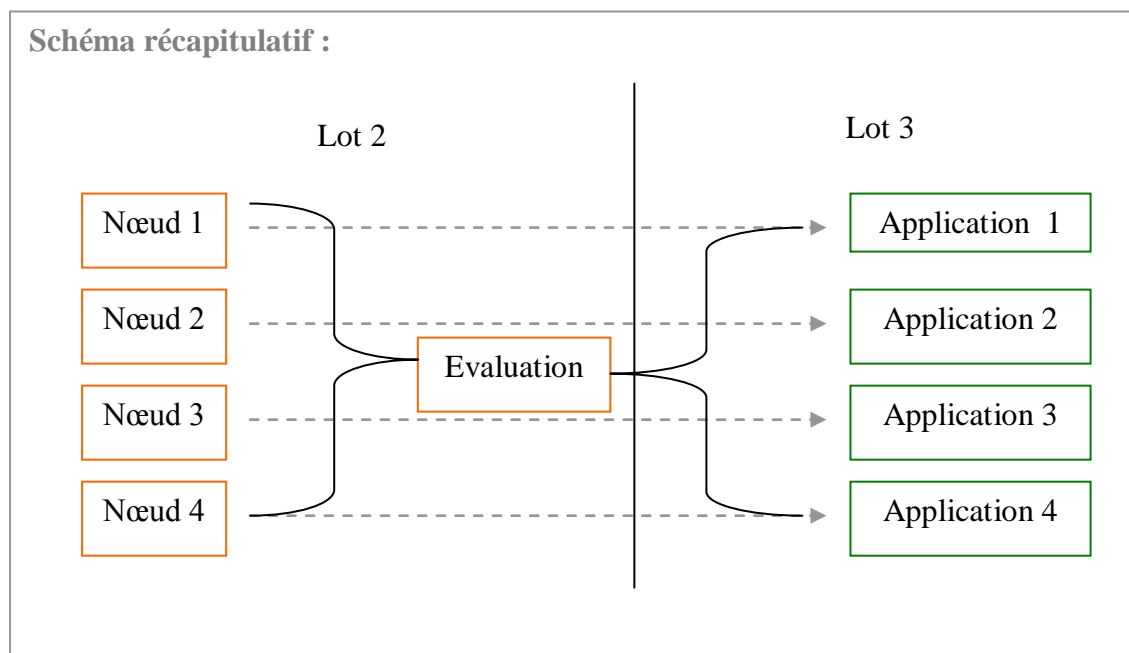 Schéma récapitulatif :
Lot 2
Lot 3
Nœud 1
Application 1
Nœud 2
Application 2
Evaluation
Nœud 3
Application 3
Nœud 4
Application 4